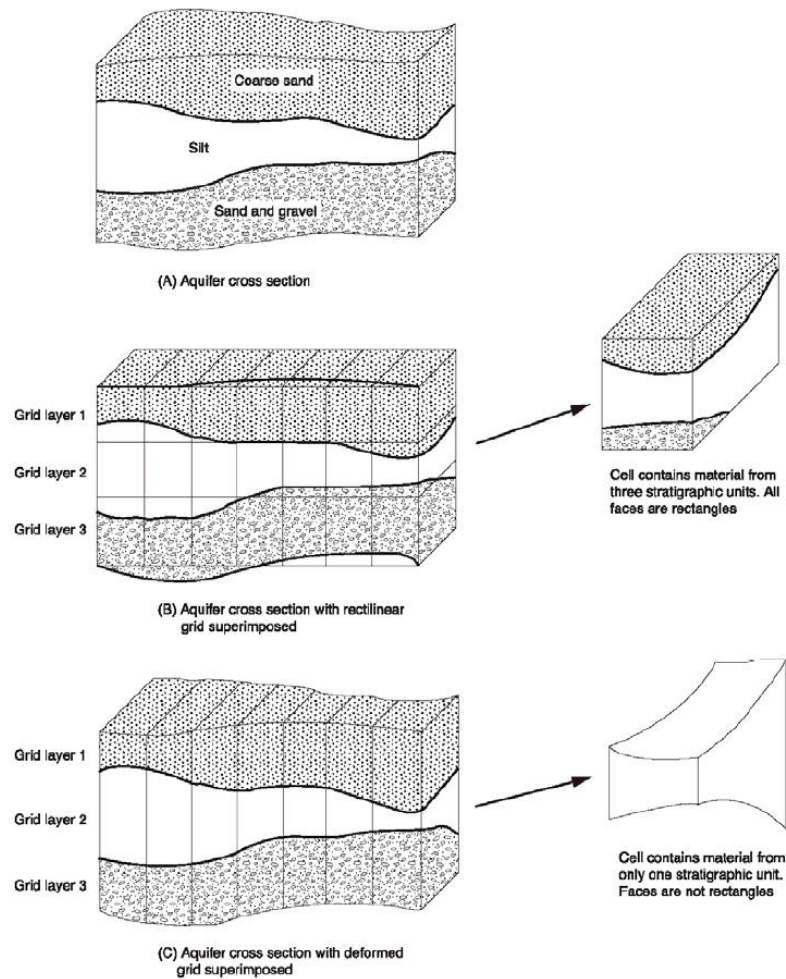 Coarse sand
Silt
Sand and gravel
(A) Aquifer cross section
Grid layer 1
Grid layer 2
Grid layer 3
Cell contains material from
three stratigraphic units. All
faces are rectangles
(B) Aquifer cross section with rectilinear
grid superimposed
Grid layer 1
Grid layer 2
Grid layer 3
Cell contains material from
only one stratigraphic unit.
Faces are not rectangles
(C) Aquifer cross section with deformed
grid superimposed